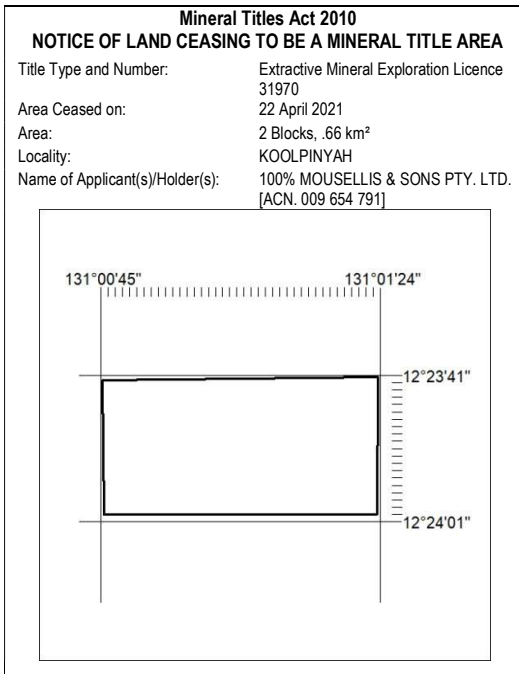 Mineral Titles Act 2010
NOTICE OF LAND CEASING TO BE A MINERAL TITLE AREA
Title Type and Number: Extractive Mineral Exploration Licence
31970
Area Ceased on: 22 April 2021
Area: 2 Blocks, .66 km²
Locality: KOOLPINYAH
Name of Applicant(s)/Holder(s): 100% MOUSELLIS & SONS PTY. LTD.
[ACN. 009 654 791]
131°00'45" 131°01'24"
12°23'41"
12°24'01"